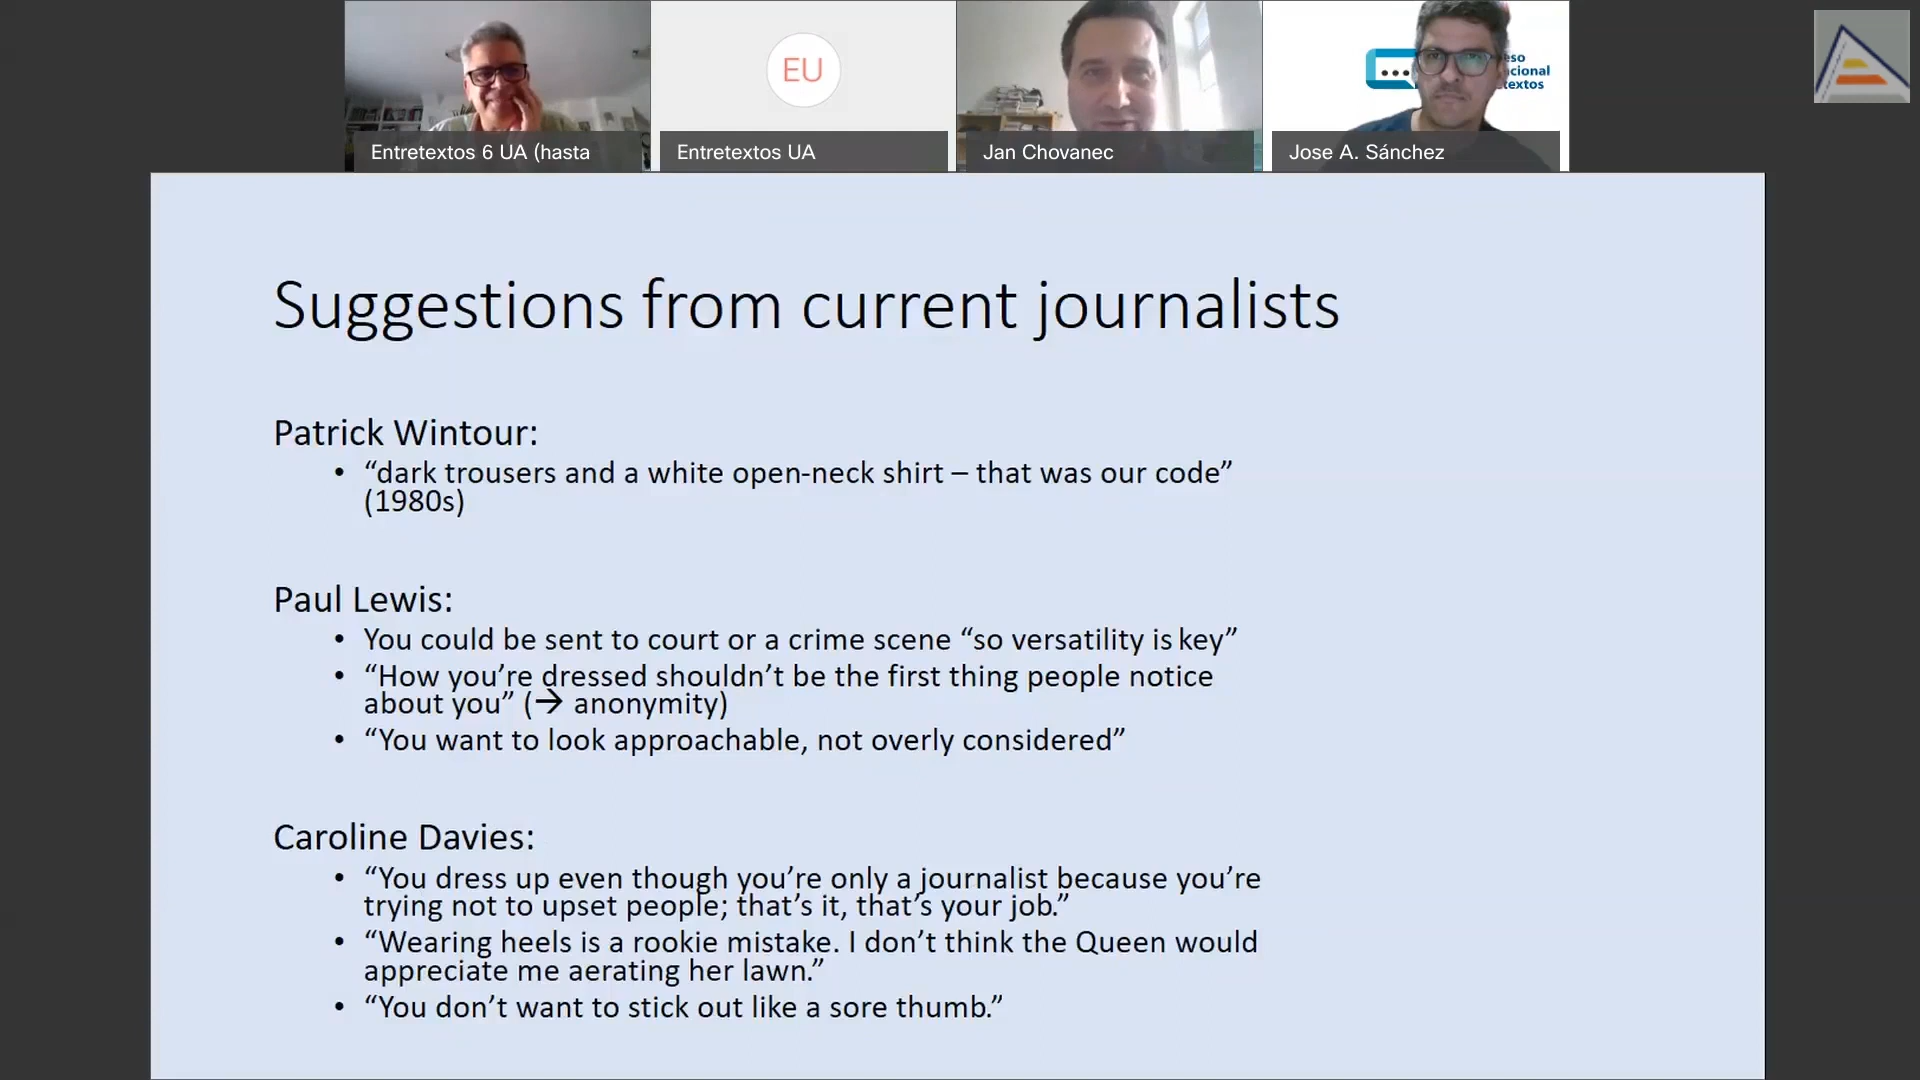 EU
eso
cional
textos
Entretextos 6 UA (hasta
Entretextos UA
Jan Chovanec
Jose A. Sánchez
Suggestions from current journalists
Patrick Wintour:
• “dark trousers and a white open-neck shirt – that was our code”
(1980s)
Paul Lewis:
• You could be sent to court or a crime scene “so versatility is key”
• “How you’re dressed shouldn’t be the first thing people notice
about you” (→ anonymity)
• “You want to look approachable, not overly considered”
Caroline Davies:
• “You dress up even though you’re only a journalist because you’re
trying not to upset people; that’s it, that’s your job.”
• “Wearing heels is a rookie mistake. I don’t think the Queen would
appreciate me aerating her lawn.”
• “You don’t want to stick out like a sore thumb.”